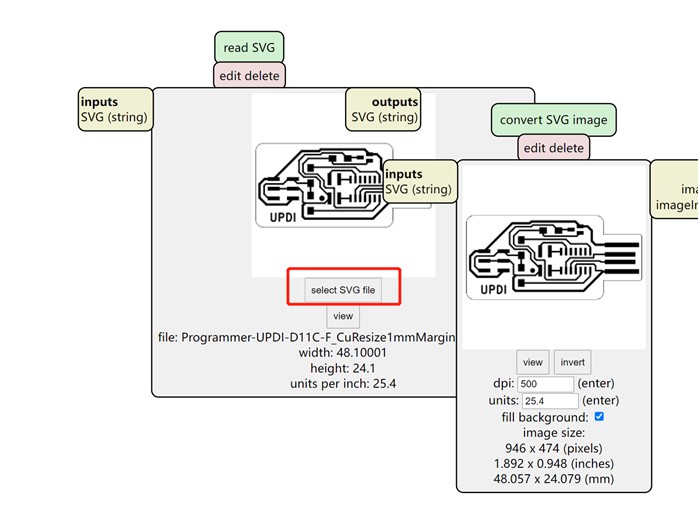 read SVG
edit delete
inputs
SVG (string)
outputs
SVG (string)
UPDI
select SVG file
view
file: Programmer-UPDI-D11C-F_CuResize1mmMargin
width: 48.10001
height: 24.1
units per inch: 25.4
convert SVG image
edit delete
inputs
SVG (string)
UPDI
view invert
dpi: 500 (enter)
units: 25.4 (enter)
fill background:
image size:
946 x 474 (pixels)
1.892 x 0.948 (inches)
48.057 x 24.079 (mm)